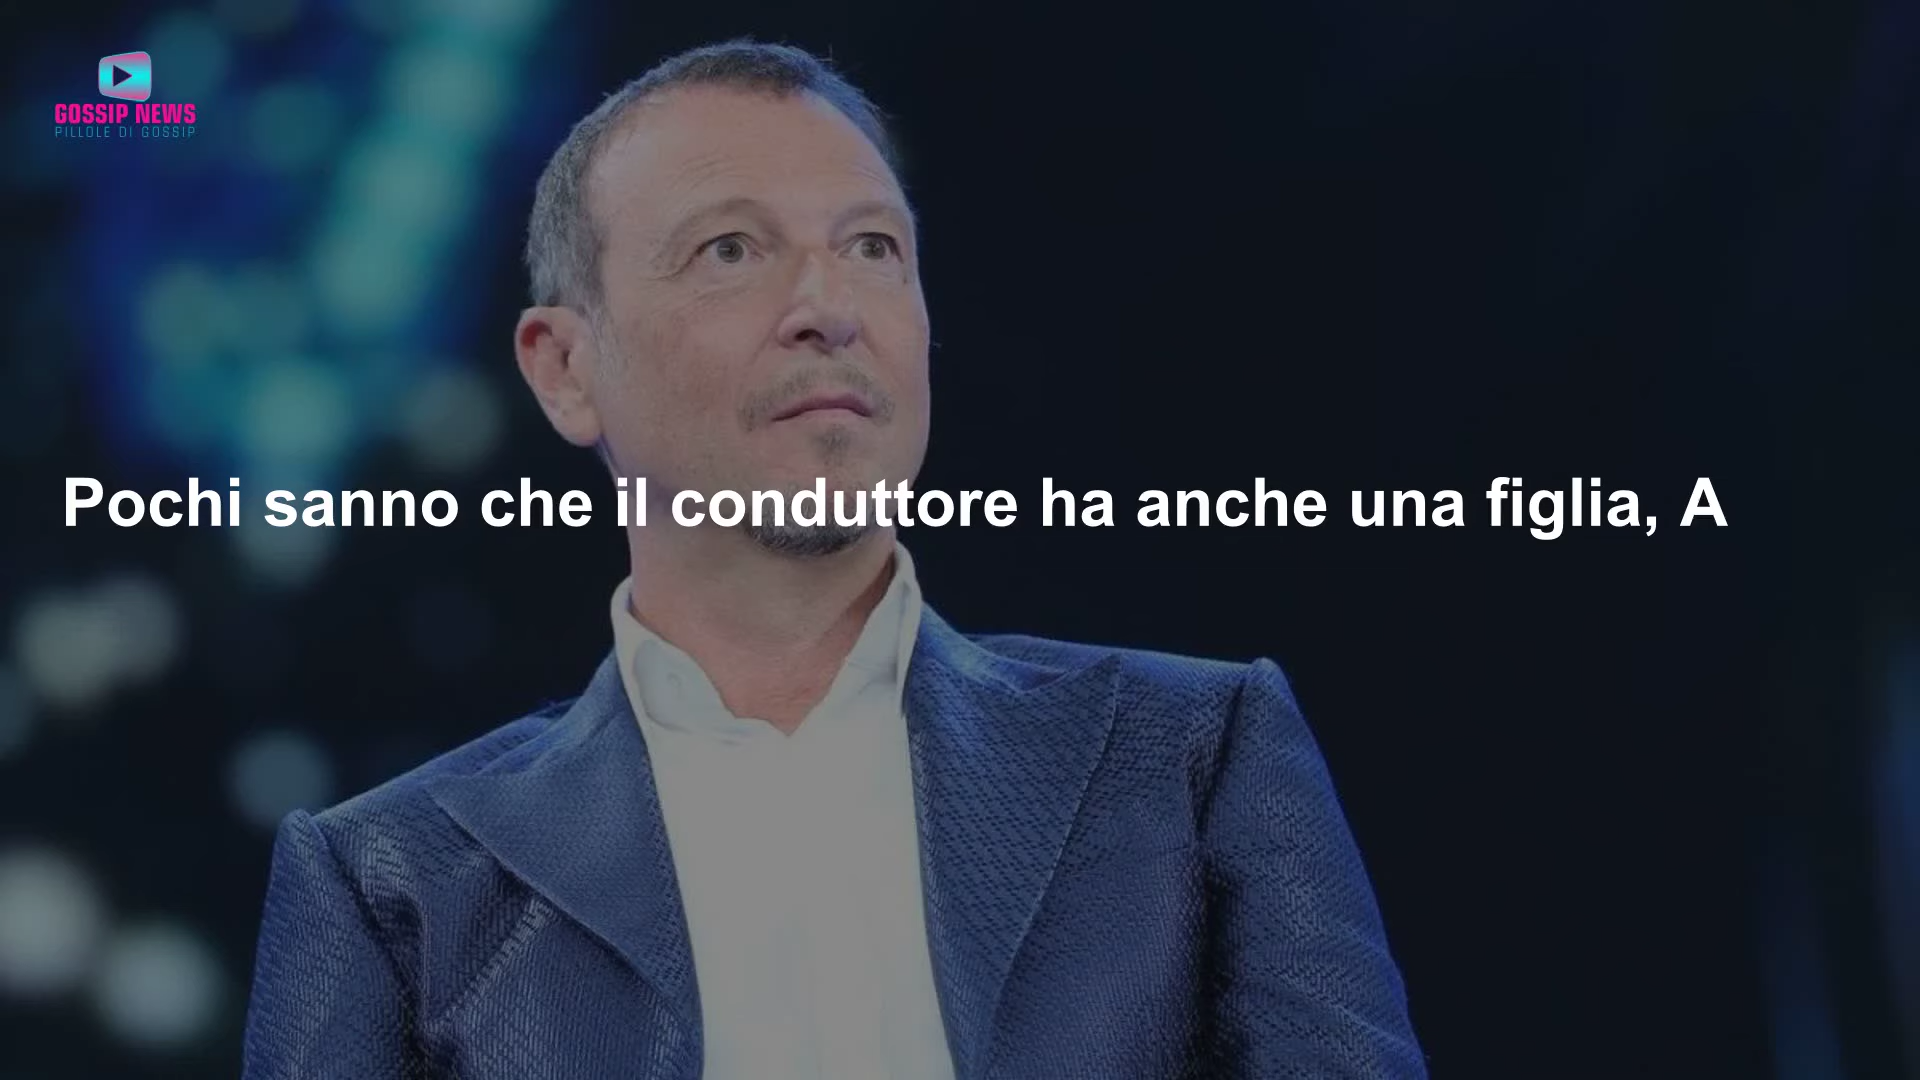 GOSSIP NEWS
PILLOLE DI GOSSIP
Pochi sanno che il conduttore ha anche una figlia, A